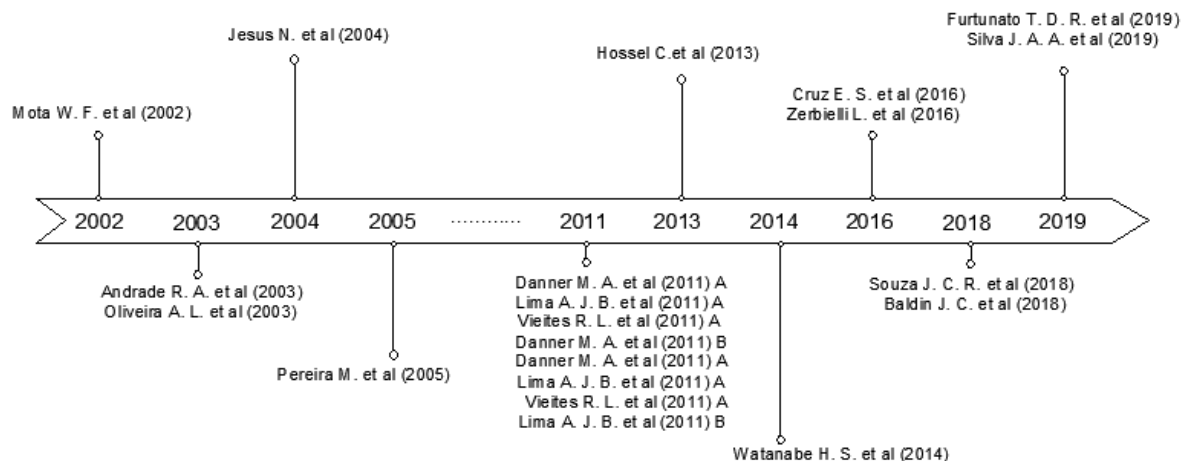 Furtunato T. D. R. et al (2019)
Silva J. A. A. et al (2019)
Jesus N. et al (2004)
Hossel C.et al (2013)
Cruz E. S. et al (2016)
Zerbielli L. et al (2016)
Mota W. F. et al (2002)
2002 2003 2004 2005 ............ 2011 2013 2014 2016 2018 2019
Andrade R. A. et al (2003)
Oliveira A. L. et al (2003)
Pereira M. et al (2005)
Danner M. A. et al (2011) A
Lima A. J. B. et al (2011) A
Vieites R. L. et al (2011) A
Danner M. A. et al (2011) B
Danner M. A. et al (2011) A
Lima A. J. B. et al (2011) A
Vieites R. L. et al (2011) A
Lima A. J. B. et al (2011) B
Souza J. C. R. et al (2018)
Baldin J. C. et al (2018)
Watanabe H. S. et al (2014)